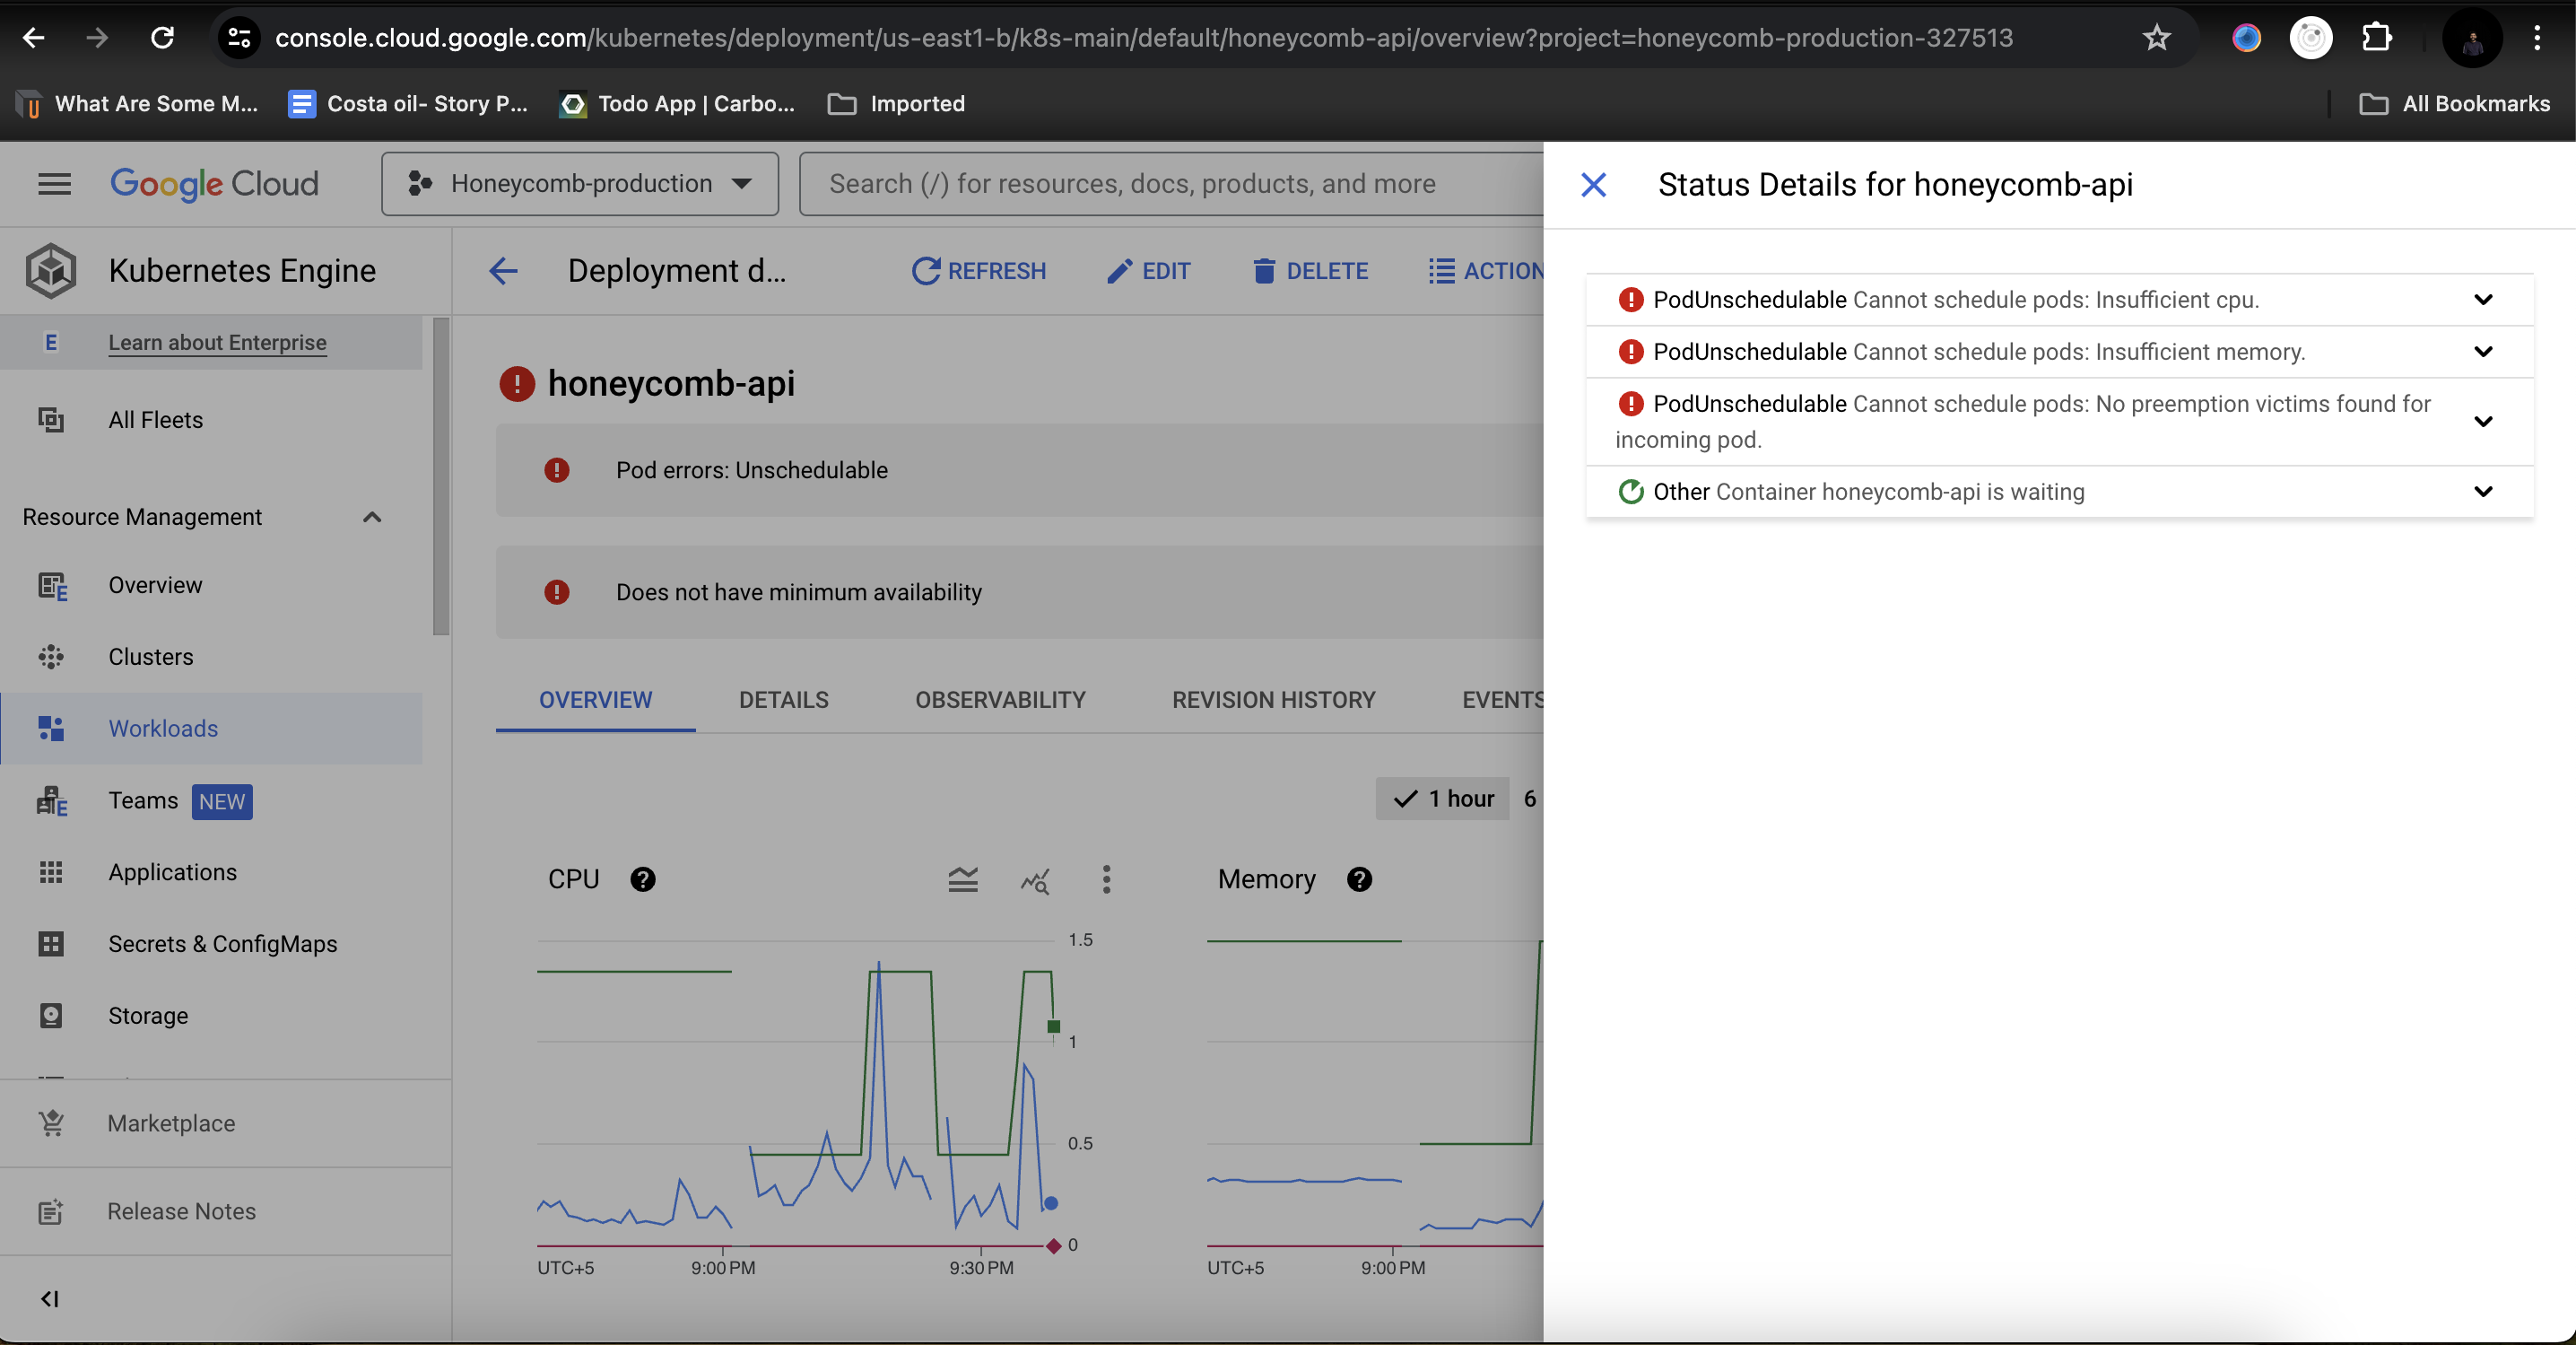 console.cloud.google.com/kubernetes/deployment/us-east1-b/k8s-main/default/honeycomb-api/overview?project=honeycomb-production-327513
What Are Some M...
Costa oil- Story P...
Todo App | Carbo...
Imported
All Bookmarks
Google Cloud
Honeycomb-production
Search (/) for resources, docs, products, and more
Kubernetes Engine
E Learn about Enterprise
All Fleets
Resource Management
Overview
Clusters
Workloads
Teams NEW
Applications
Secrets & ConfigMaps
Storage
Marketplace
Release Notes
Deployment d...
REFRESH
EDIT
DELETE
ACTION
honeycomb-api
Pod errors: Unschedulable
Does not have minimum availability
OVERVIEW
DETAILS
OBSERVABILITY
REVISION HISTORY
EVENTS
1 hour
6
CPU
1.5
1
0.5
0
UTC+5
9:00 PM
9:30 PM
Memory
UTC+5
9:00 PM
Status Details for honeycomb-api
PodUnschedulable Cannot schedule pods: Insufficient cpu.
PodUnschedulable Cannot schedule pods: Insufficient memory.
PodUnschedulable Cannot schedule pods: No preemption victims found for
incoming pod.
Other Container honeycomb-api is waiting